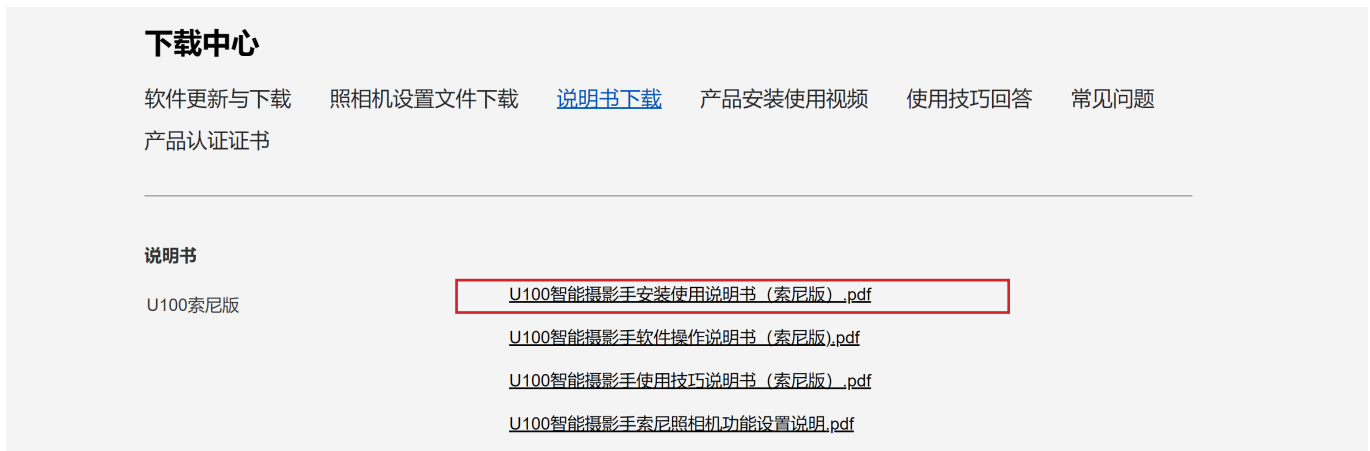 下载中心
软件更新与下载 照相机设置文件下载 说明书下载 产品安装使用视频 使用技巧回答 常见问题
产品认证证书
说明书
U100索尼版
U100智能摄影手安装使用说明书（索尼版）.pdf
U100智能摄影手软件操作说明书（索尼版).pdf
U100智能摄影手使用技巧说明书（索尼版）.pdf
U100智能摄影手索尼照相机功能设置说明.pdf